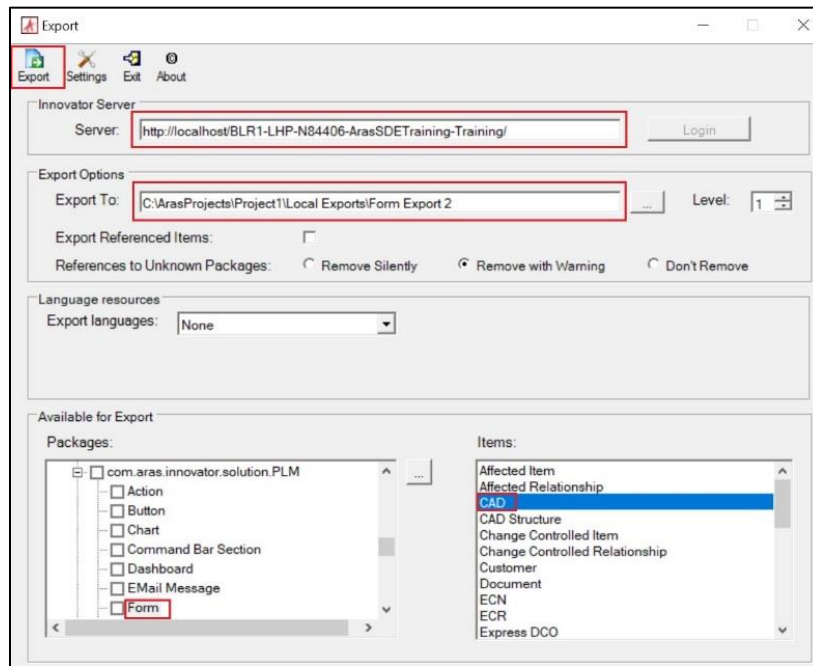 Export
Export Settings Exit About
Innovator Server
Server: http://localhost/BLR1-LHP-N84406-ArasSDETraining-Training/ Login
Export Options
Export To: C:\ArasProjects\Project1\Local Exports\Form Export 2 ... Level: 1
Export Referenced Items:
References to Unknown Packages: Remove Silently Remove with Warning Don't Remove
Language resources
Export languages: None
Available for Export
Packages:
com.aras.innovator.solution.PLM ...
Action
Button
Chart
Command Bar Section
Dashboard
EMail Message
Form
Items:
Affected Item
Affected Relationship
CAD
CAD Structure
Change Controlled Item
Change Controlled Relationship
Customer
Document
ECN
ECR
Express DCO